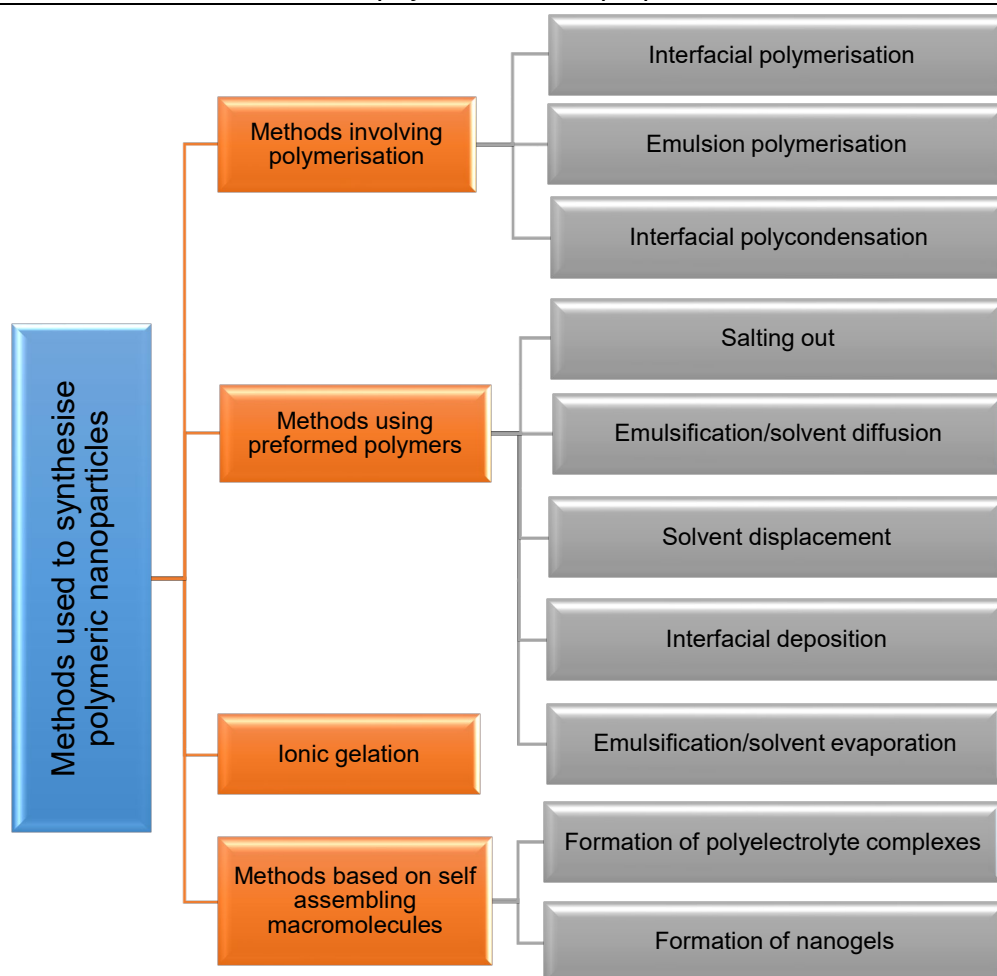 Methods used to synthesise
polymeric nanoparticles
Methods involving
polymerisation
Interfacial polymerisation
Emulsion polymerisation
Interfacial polycondensation
Methods using
preformed polymers
Salting out
Emulsification/solvent diffusion
Solvent displacement
Interfacial deposition
Emulsification/solvent evaporation
Ionic gelation
Methods based on self
assembling
macromolecules
Formation of polyelectrolyte complexes
Formation of nanogels